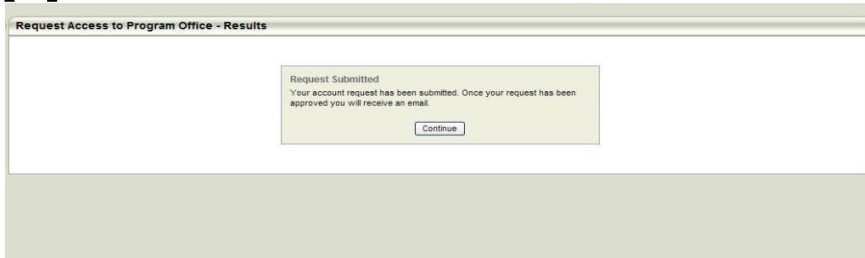 Request Access to Program Office - Results
Request Submitted
Your account request has been submitted. Once your request has been
approved you will receive an email.
Continue